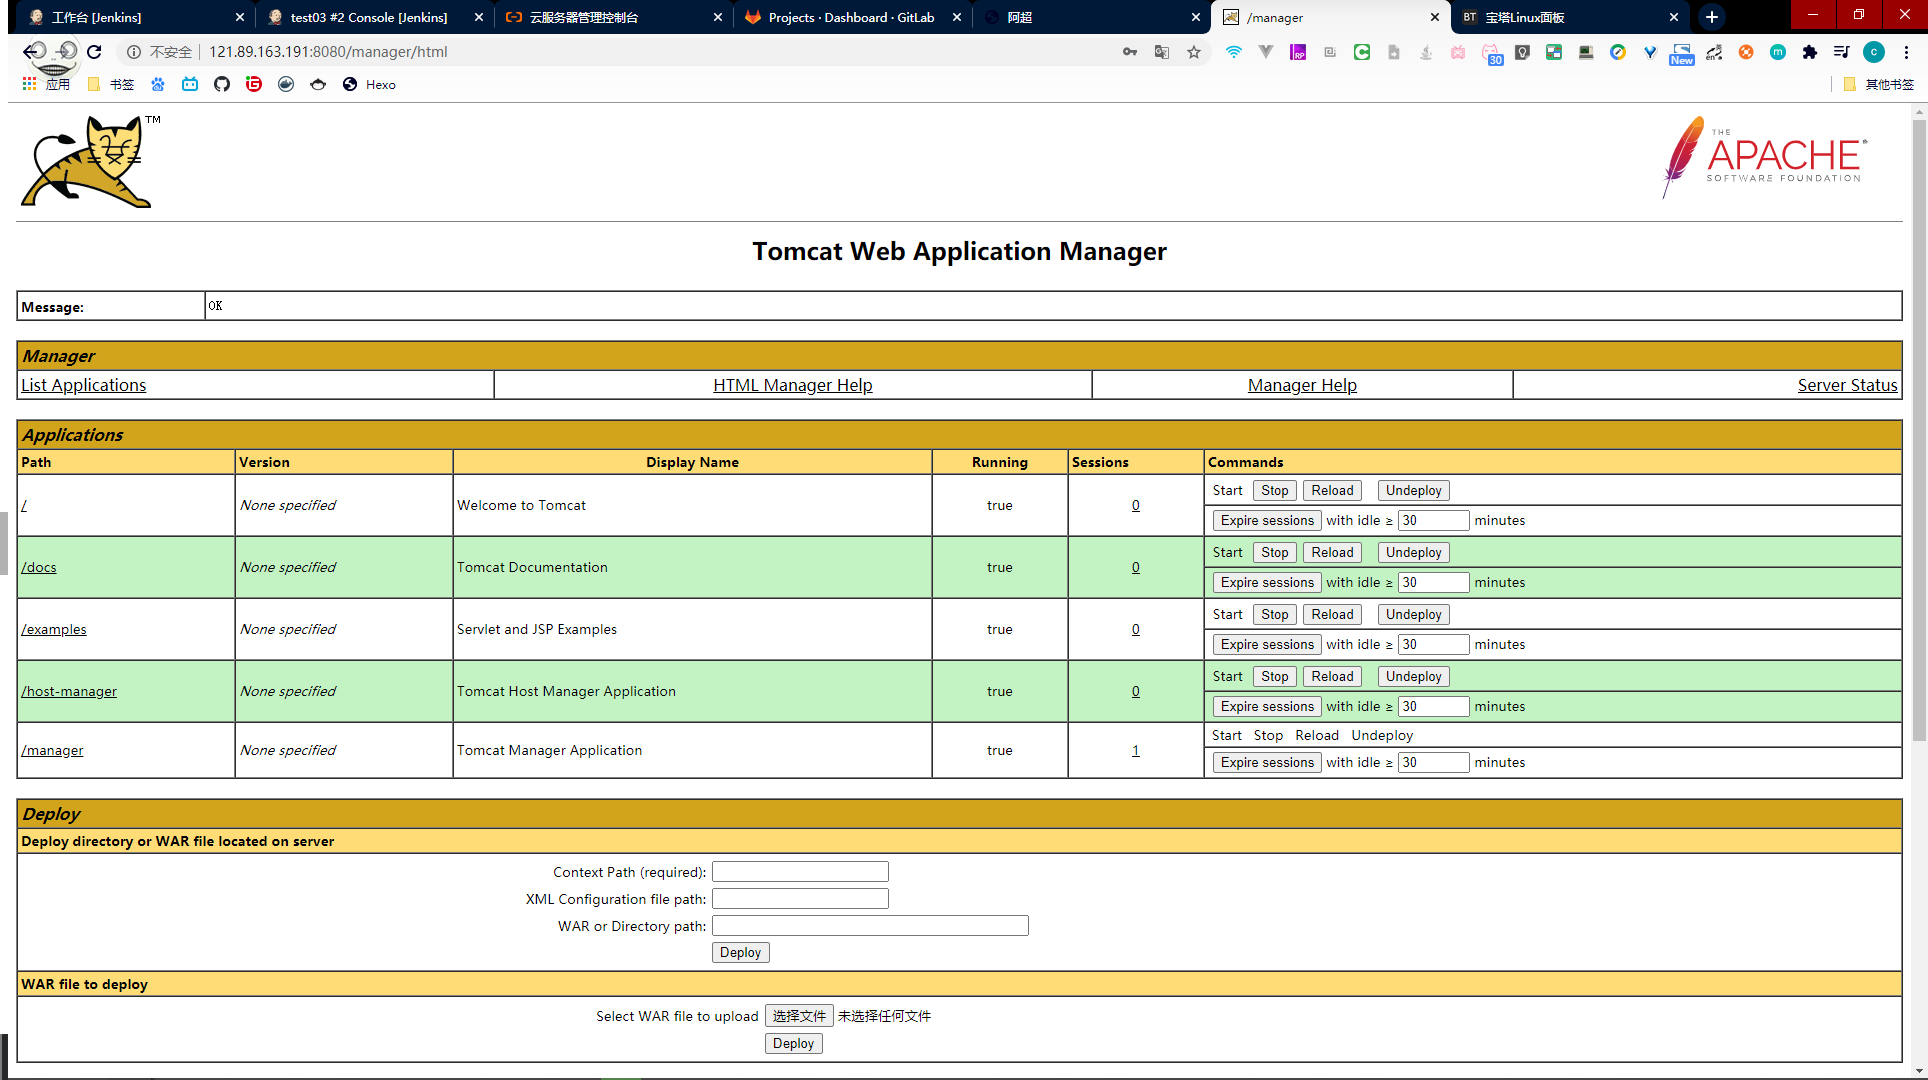 工作台 [Jenkins]
test03 #2 Console [Jenkins]
云服务器管理控制台
Projects · Dashboard · GitLab
阿超
/manager
BT 宝塔Linux面板
不安全 121.89.163.191:8080/manager/html
RP
30
New
en
m
c
应用
书签
Hexo
其他书签
TM
THE
APACHE®
SOFTWARE FOUNDATION
Tomcat Web Application Manager
Message: OK
Manager
List Applications HTML Manager Help Manager Help Server Status
Applications
Path Version Display Name Running Sessions Commands
/ None specified Welcome to Tomcat true 0 Start Stop Reload Undeploy
Expire sessions with idle ≥ 30 minutes
/docs None specified Tomcat Documentation true 0 Start Stop Reload Undeploy
Expire sessions with idle ≥ 30 minutes
/examples None specified Servlet and JSP Examples true 0 Start Stop Reload Undeploy
Expire sessions with idle ≥ 30 minutes
/host-manager None specified Tomcat Host Manager Application true 0 Start Stop Reload Undeploy
Expire sessions with idle ≥ 30 minutes
/manager None specified Tomcat Manager Application true 1 Start Stop Reload Undeploy
Expire sessions with idle ≥ 30 minutes
Deploy
Deploy directory or WAR file located on server
Context Path (required):
XML Configuration file path:
WAR or Directory path:
Deploy
WAR file to deploy
Select WAR file to upload 选择文件 未选择任何文件
Deploy